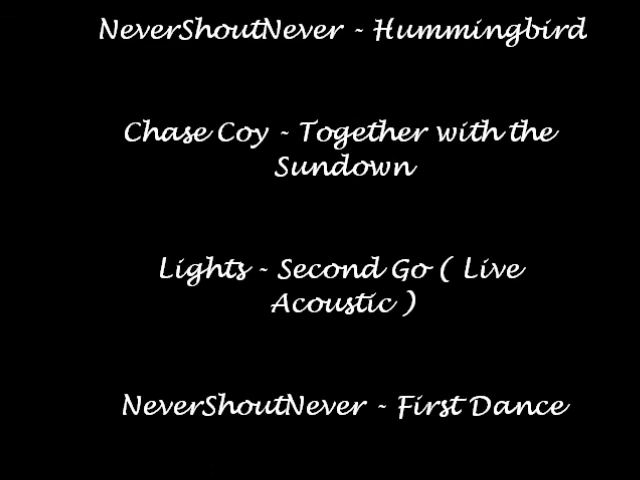 NeverShoutNever - Hummingbird
Chase Coy - Together with the
Sundown
Lights - Second Go ( Live
Acoustic )
NeverShoutNever - First Dance